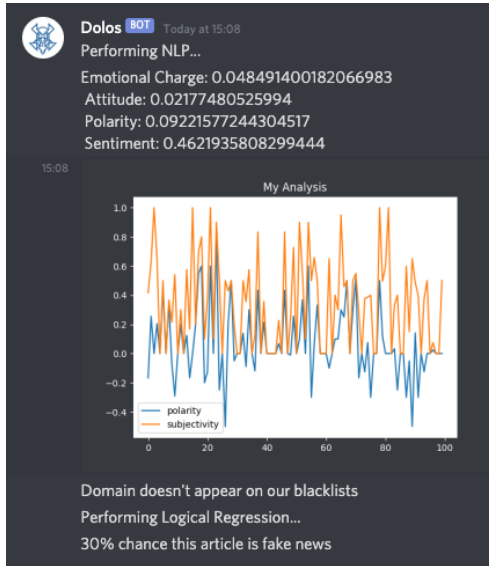 Dolos BOT Today at 15:08
Performing NLP...
Emotional Charge: 0.048491400182066983
Attitude: 0.02177480525994
Polarity: 0.09221577244304517
Sentiment: 0.4621935808299444
15:08
My Analysis
1.0
0.8
0.6
0.4
0.2
0.0
−0.2
−0.4
polarity
subjectivity
0 20 40 60 80 100
Domain doesn't appear on our blacklists
Performing Logical Regression...
30% chance this article is fake news